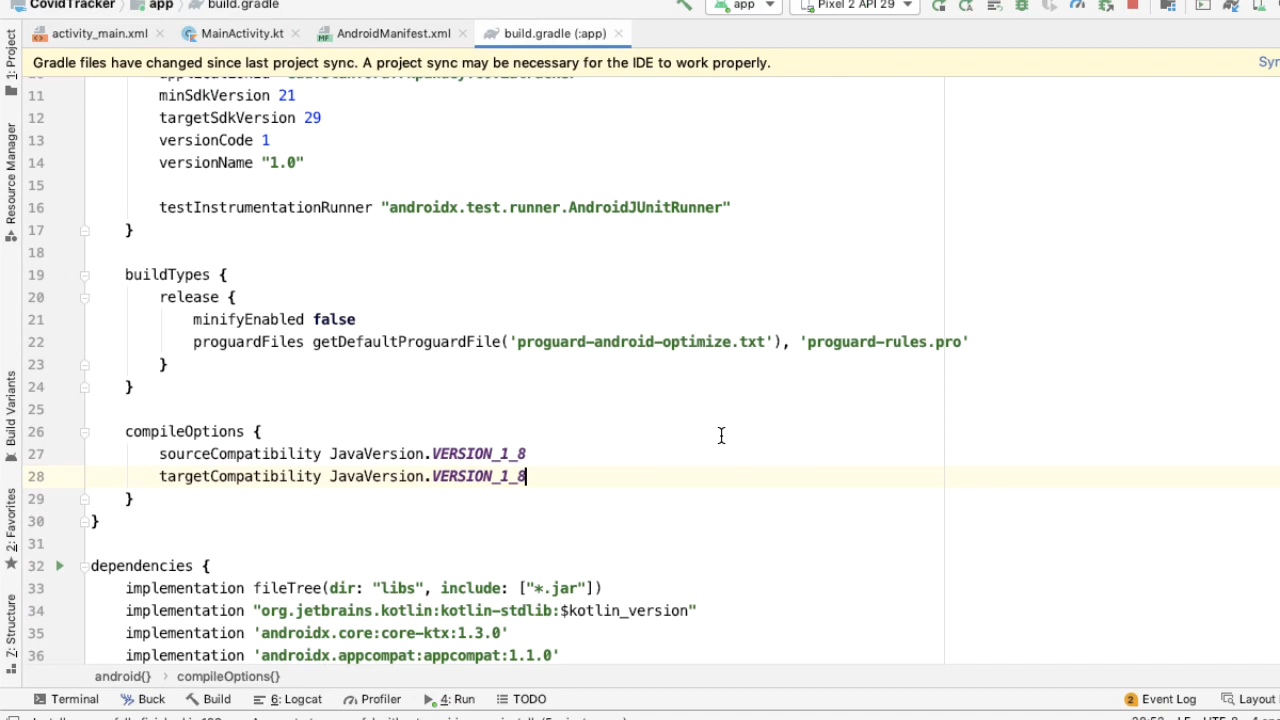 CovidTracker app build.gradle
app Pixel 2 API 29
activity_main.xml MainActivity.kt AndroidManifest.xml build.gradle (:app)
Gradle files have changed since last project sync. A project sync may be necessary for the IDE to work properly.
1: Project
Resource Manager
Build Variants
2: Favorites
7: Structure
11 minSdkVersion 21
12 targetSdkVersion 29
13 versionCode 1
14 versionName "1.0"
15
16 testInstrumentationRunner "androidx.test.runner.AndroidJUnitRunner"
17 }
18
19 buildTypes {
20 release {
21 minifyEnabled false
22 proguardFiles getDefaultProguardFile('proguard-android-optimize.txt'), 'proguard-rules.pro'
23 }
24 }
25
26 compileOptions {
27 sourceCompatibility JavaVersion.VERSION_1_8
28 targetCompatibility JavaVersion.VERSION_1_8
29 }
30 }
31
32 dependencies {
33 implementation fileTree(dir: "libs", include: ["*.jar"])
34 implementation "org.jetbrains.kotlin:kotlin-stdlib:$kotlin_version"
35 implementation 'androidx.core:core-ktx:1.3.0'
36 implementation 'androidx.appcompat:appcompat:1.1.0'
android{} › compileOptions{}
Terminal Buck Build 6: Logcat Profiler 4: Run TODO 2 Event Log Layout